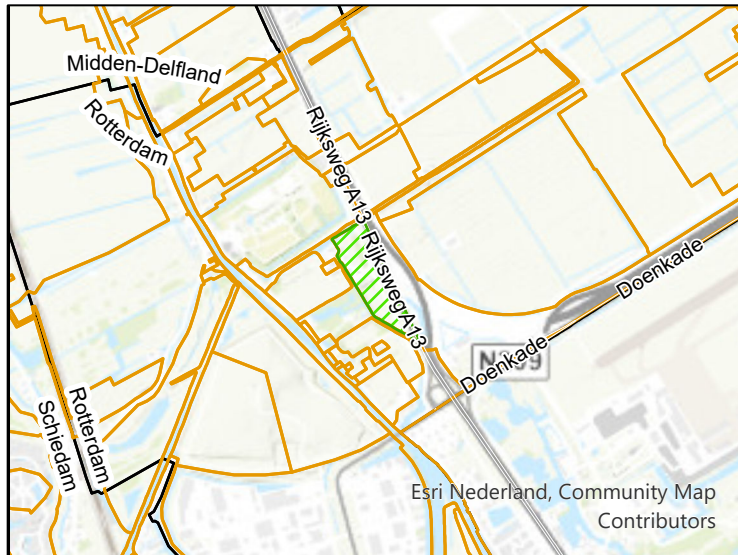 Midden-Delfland
Rotterdam
Rijksweg A13
Rijksweg A13
Doenkade
Doenkade
Rotterdam
Schiedam
Esri Nederland, Community Map
Contributors